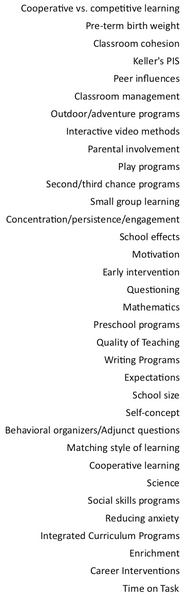 Cooperative vs. competitive learning
Pre-term birth weight
Classroom cohesion
Keller's PIS
Peer influences
Classroom management
Outdoor/adventure programs
Interactive video methods
Parental involvement
Play programs
Second/third chance programs
Small group learning
Concentration/persistence/engagement
School effects
Motivation
Early intervention
Questioning
Mathematics
Preschool programs
Quality of Teaching
Writing Programs
Expectations
School size
Self-concept
Behavioral organizers/Adjunct questions
Matching style of learning
Cooperative learning
Science
Social skills programs
Reducing anxiety
Integrated Curriculum Programs
Enrichment
Career Interventions
Time on Task